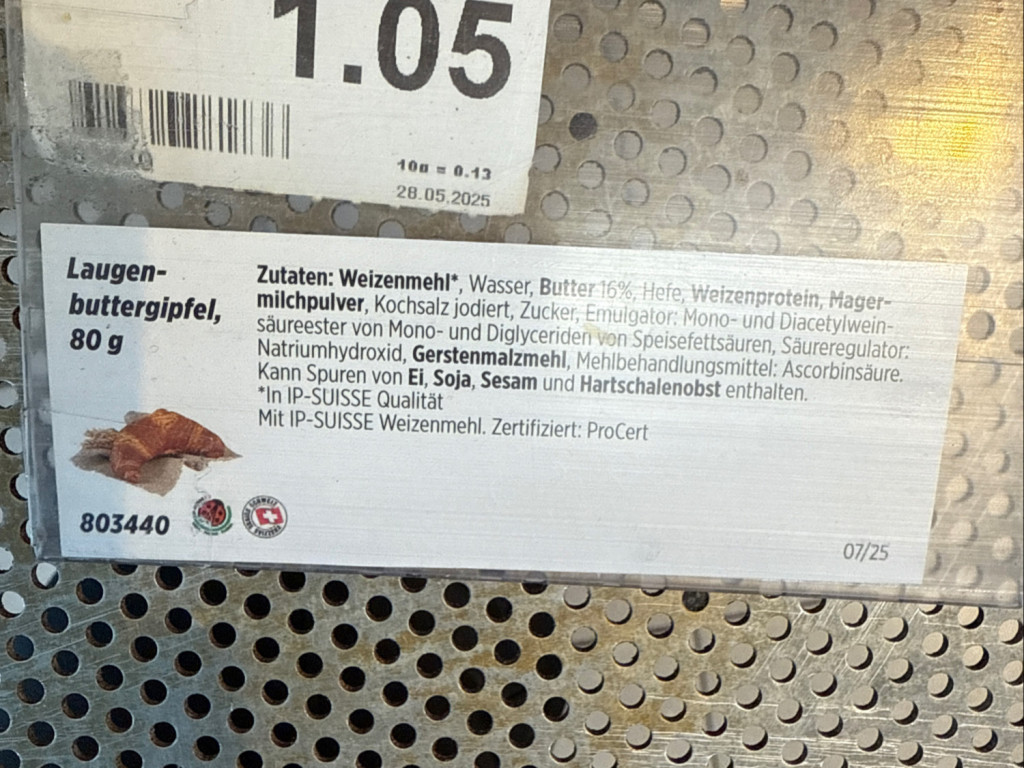 1.05
10g = 0.13
28.05.2025
Laugen-
buttergipfel,
80 g
Zutaten: Weizenmehl*, Wasser, Butter 16%, Hefe, Weizenprotein, Mager-
milchpulver, Kochsalz jodiert, Zucker, Emulgator: Mono- und Diacetylwein-
säureester von Mono- und Diglyceriden von Speisefettsäuren, Säureregulator:
Natriumhydroxid, Gerstenmalzmehl, Mehlbehandlungsmittel: Ascorbinsäure.
Kann Spuren von Ei, Soja, Sesam und Hartschalenobst enthalten.
*In IP-SUISSE Qualität
Mit IP-SUISSE Weizenmehl. Zertifiziert: ProCert
803440
07/25